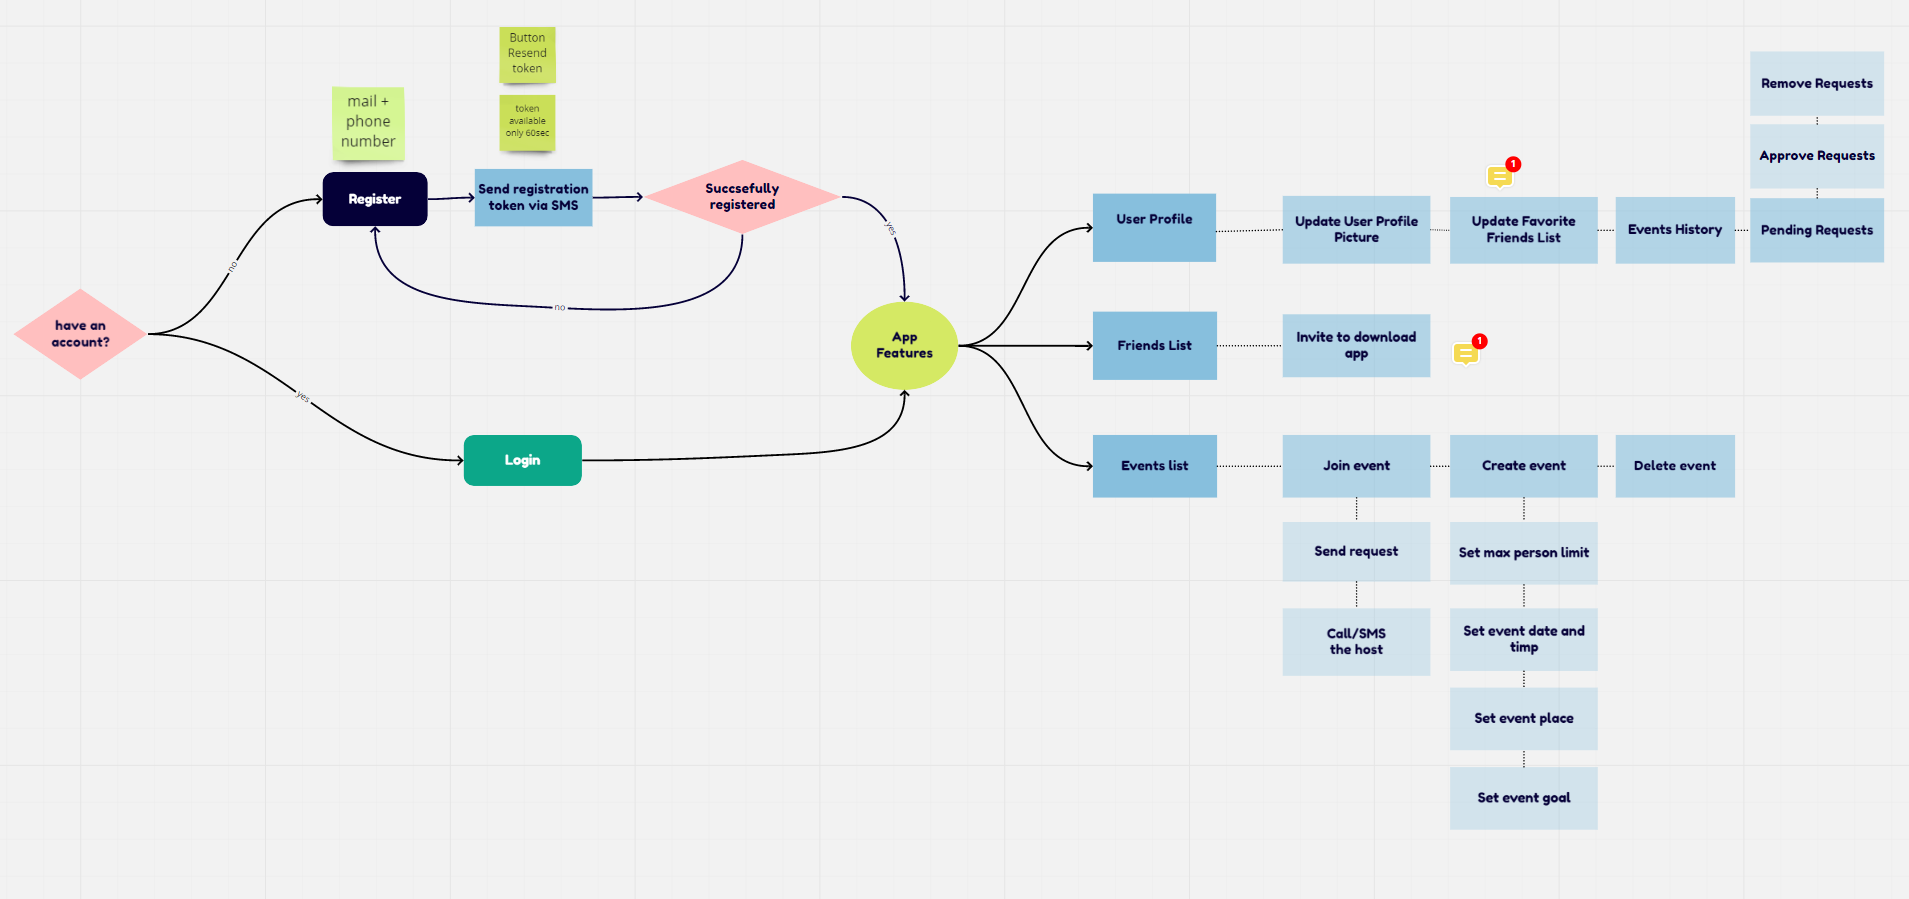 Button
Resend
token
mail +
phone
number
token
available
only 60sec
Register
Send registration
token via SMS
Succsefully
registered
no
yes
no
have an
account?
yes
Login
App
Features
User Profile
Update User Profile
Picture
1
Update Favorite
Friends List
Events History
Remove Requests
Approve Requests
Pending Requests
Friends List
Invite to download
app
1
Events list
Join event
Create event
Delete event
Send request
Call/SMS
the host
Set max person limit
Set event date and
timp
Set event place
Set event goal